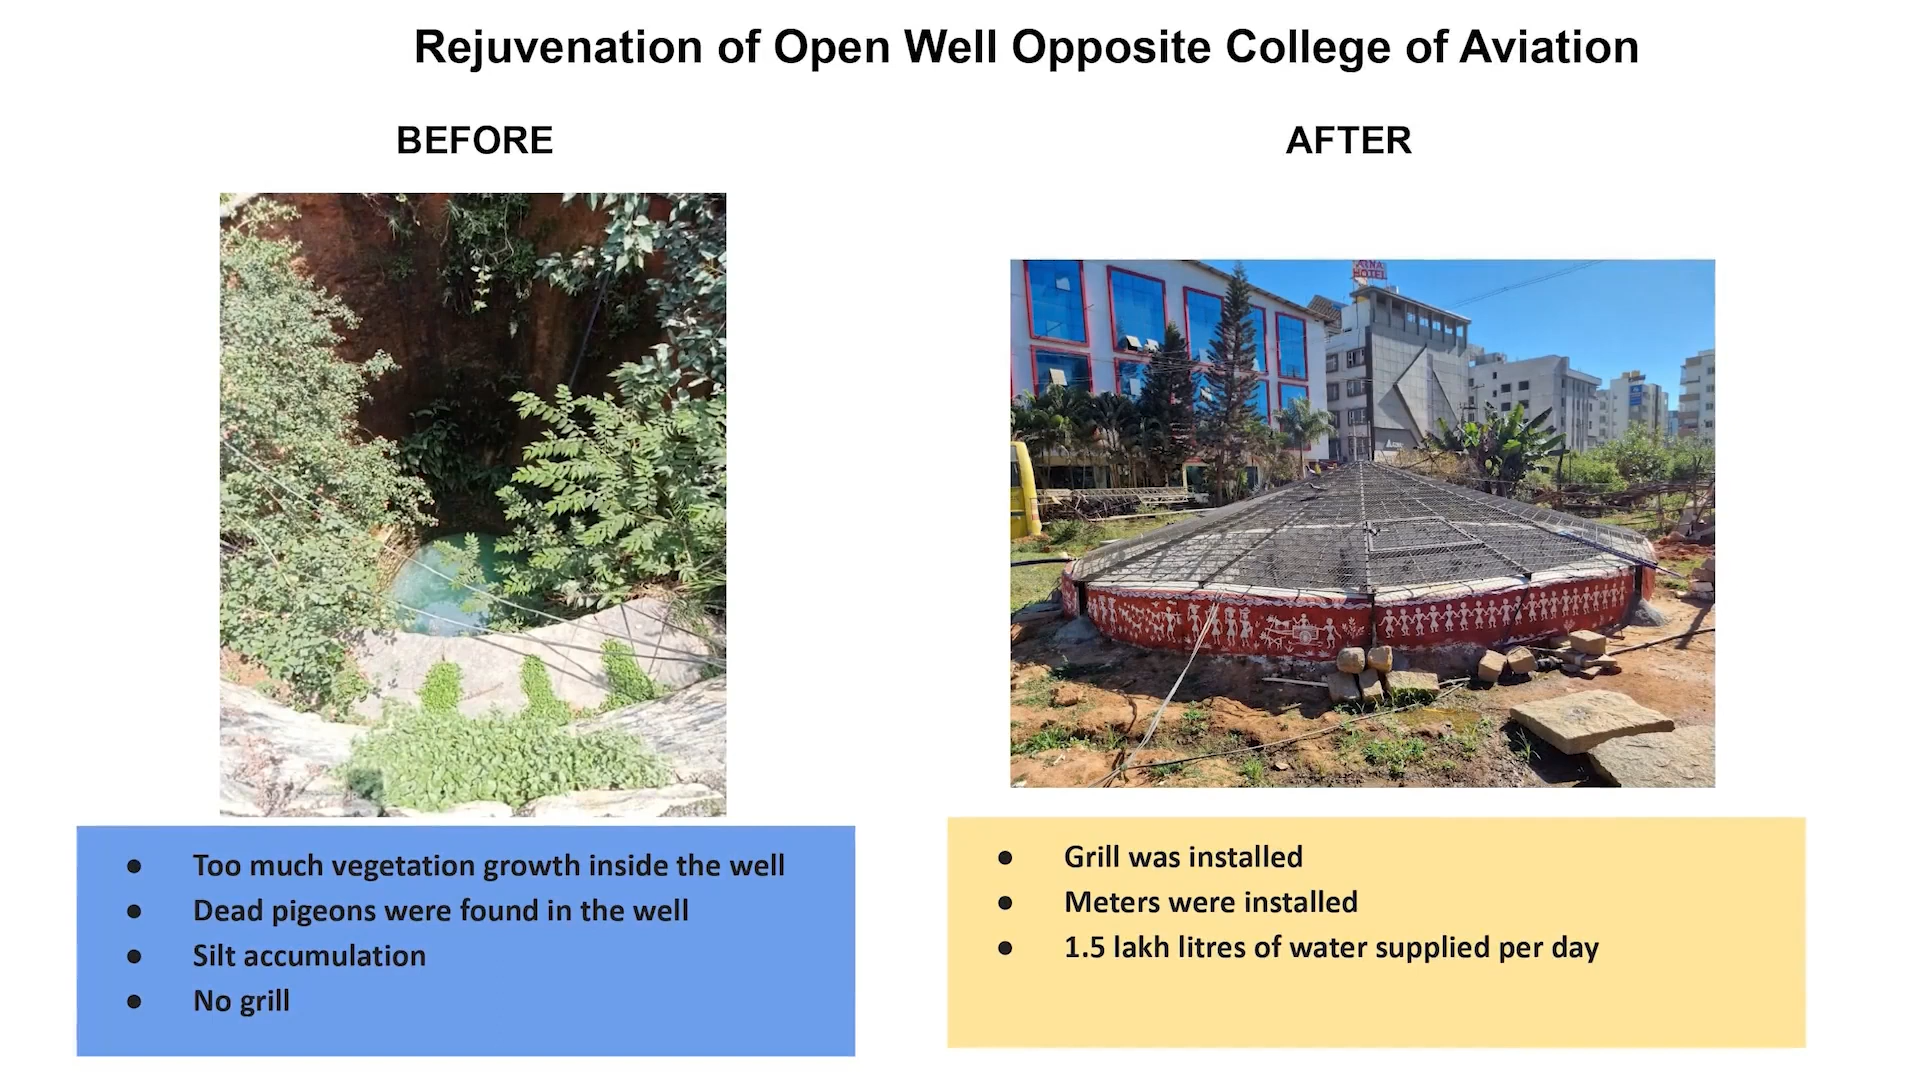 Rejuvenation of Open Well Opposite College of Aviation
BEFORE
AFTER
HOTEL
● Too much vegetation growth inside the well
● Dead pigeons were found in the well
● Silt accumulation
● No grill
● Grill was installed
● Meters were installed
● 1.5 lakh litres of water supplied per day